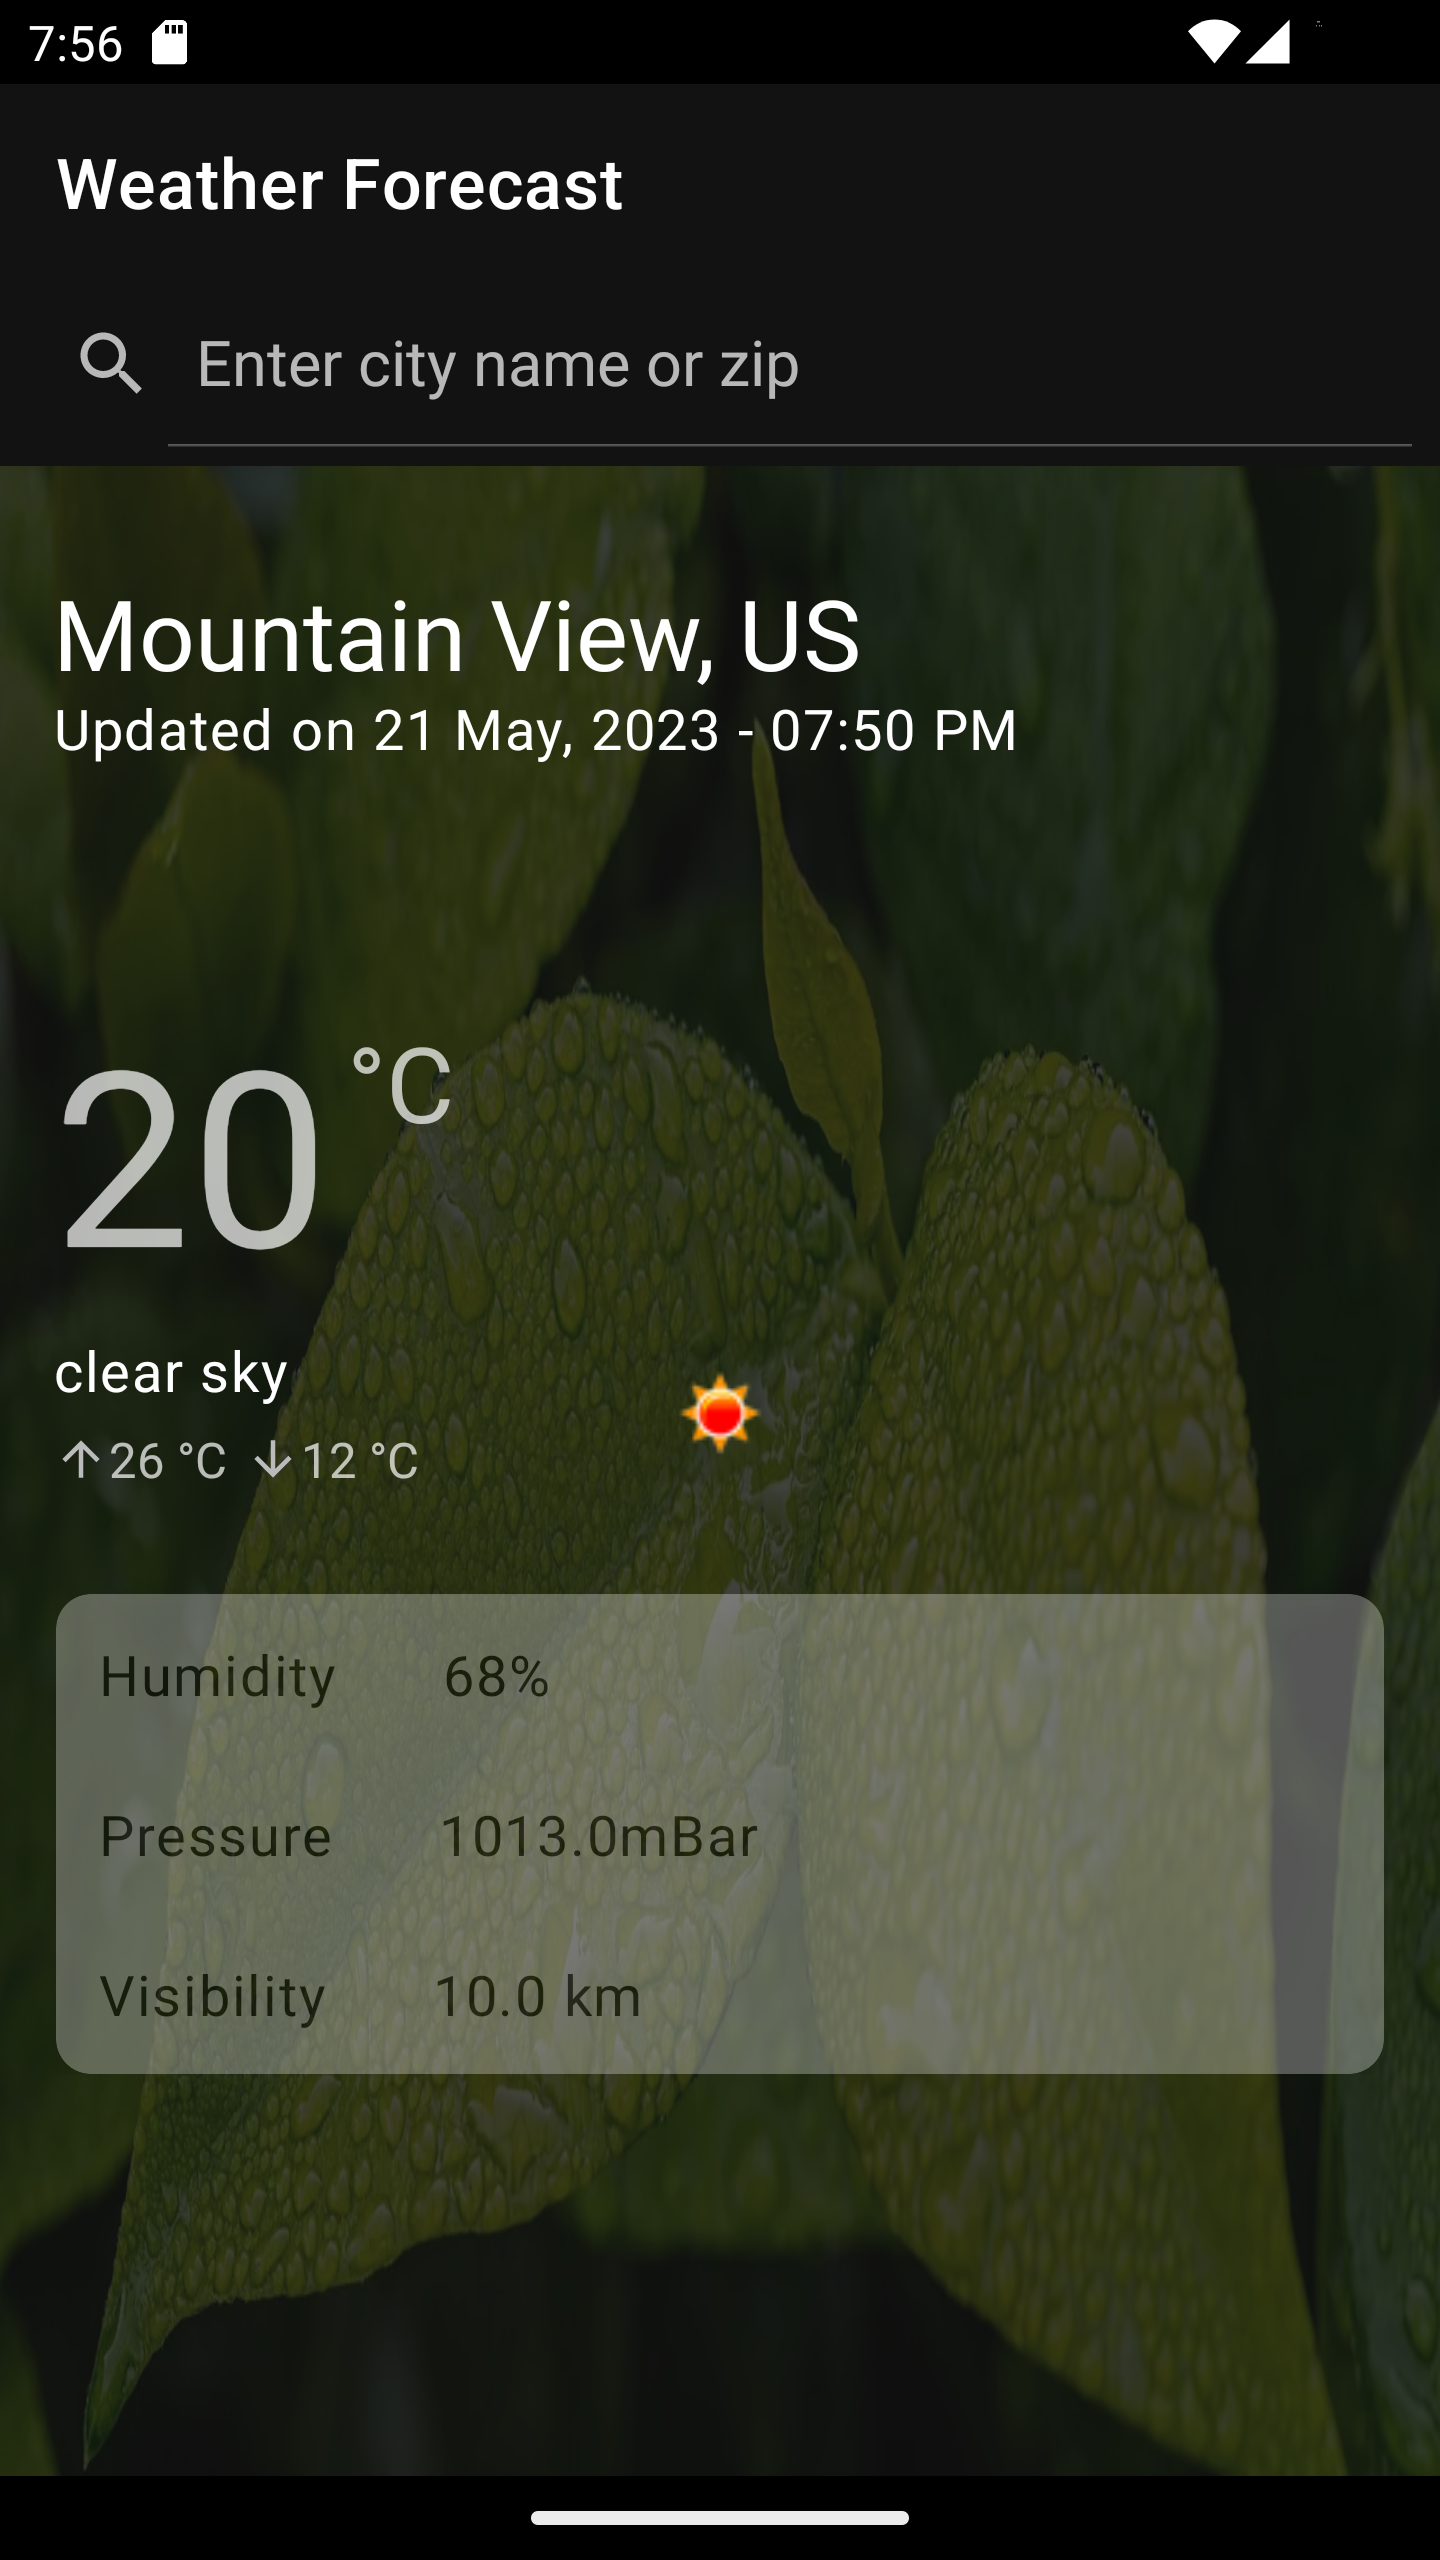 7:56
Weather Forecast
Enter city name or zip
Mountain View, US
Updated on 21 May, 2023 - 07:50 PM
20 °C
clear sky
↑26 °C ↓12 °C
Humidity 68%
Pressure 1013.0mBar
Visibility 10.0 km